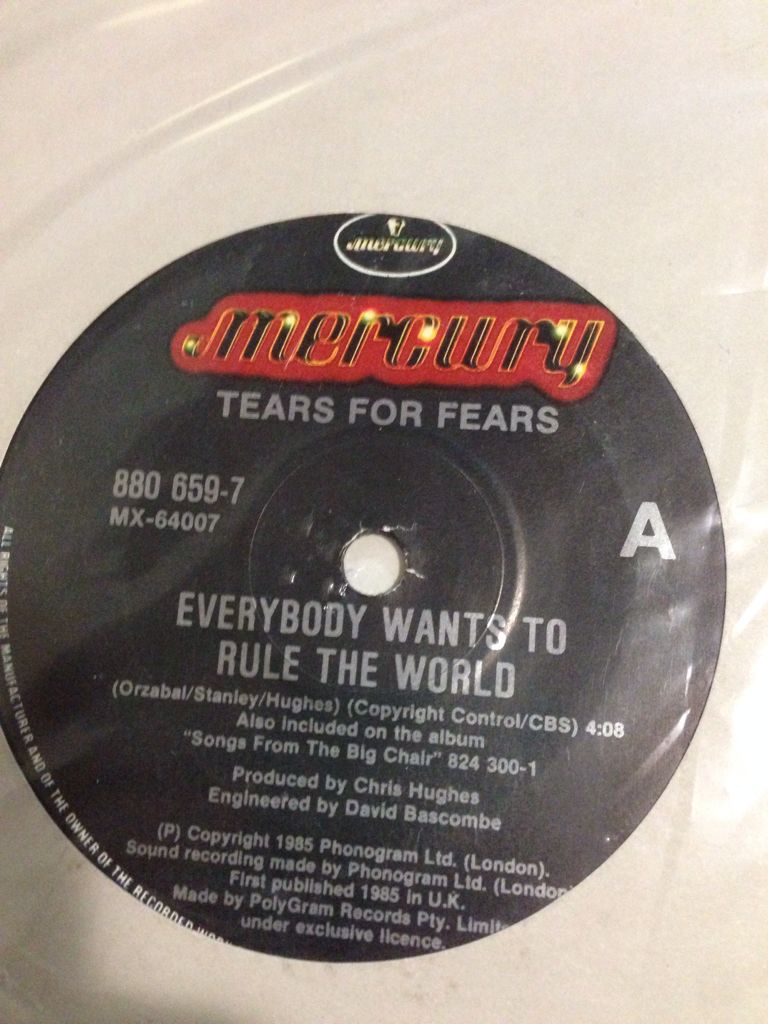 mercury
mercury
TEARS FOR FEARS
880 659-7
MX-64007
A
EVERYBODY WANTS TO
RULE THE WORLD
(Orzabal/Stanley/Hughes) (Copyright Control/CBS) 4:08
Also included on the album
"Songs From The Big Chair" 824 300-1
Produced by Chris Hughes
Engineered by David Bascombe
(P) Copyright 1985 Phonogram Ltd. (London).
Sound recording made by Phonogram Ltd. (London
First published 1985 in U.K.
Made by PolyGram Records Pty.
under exclusive licence.
ALL RIGHTS OF THE MANUFACTURER AND OF THE OWNER OF THE RECORDED